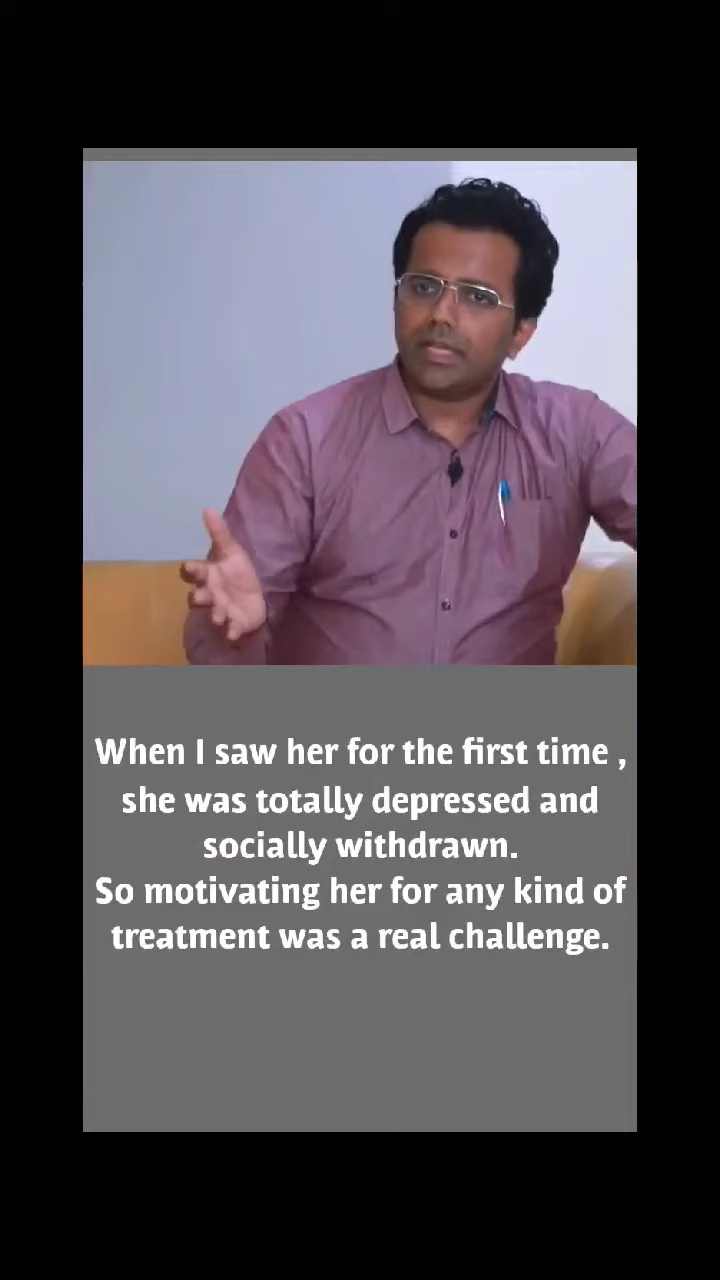 When I saw her for the first time ,
she was totally depressed and
socially withdrawn.
So motivating her for any kind of
treatment was a real challenge.